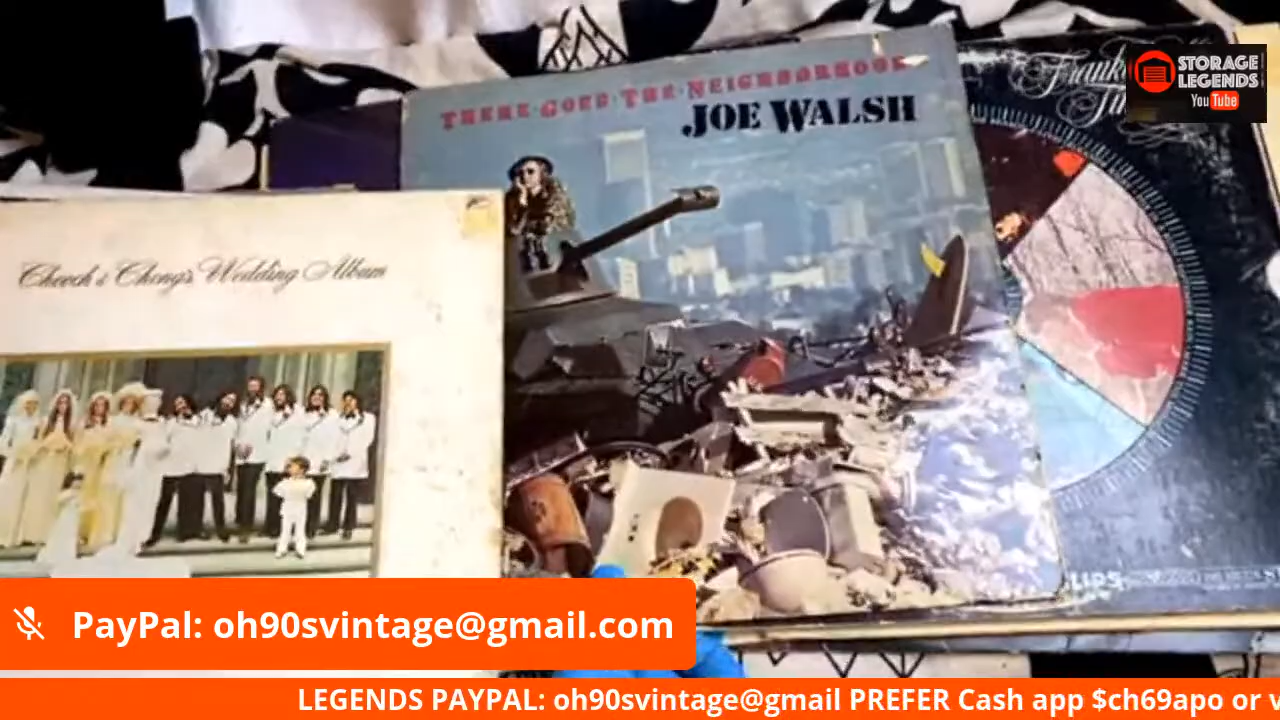 THERE GOES THE NEIGHBORHOOD
JOE WALSH
STORAGE
LEGENDS
YouTube
Cheech & Chong's Wedding Album
PayPal: oh90svintage@gmail.com
LEGENDS PAYPAL: oh90svintage@gmail PREFER Cash app $ch69apo or v